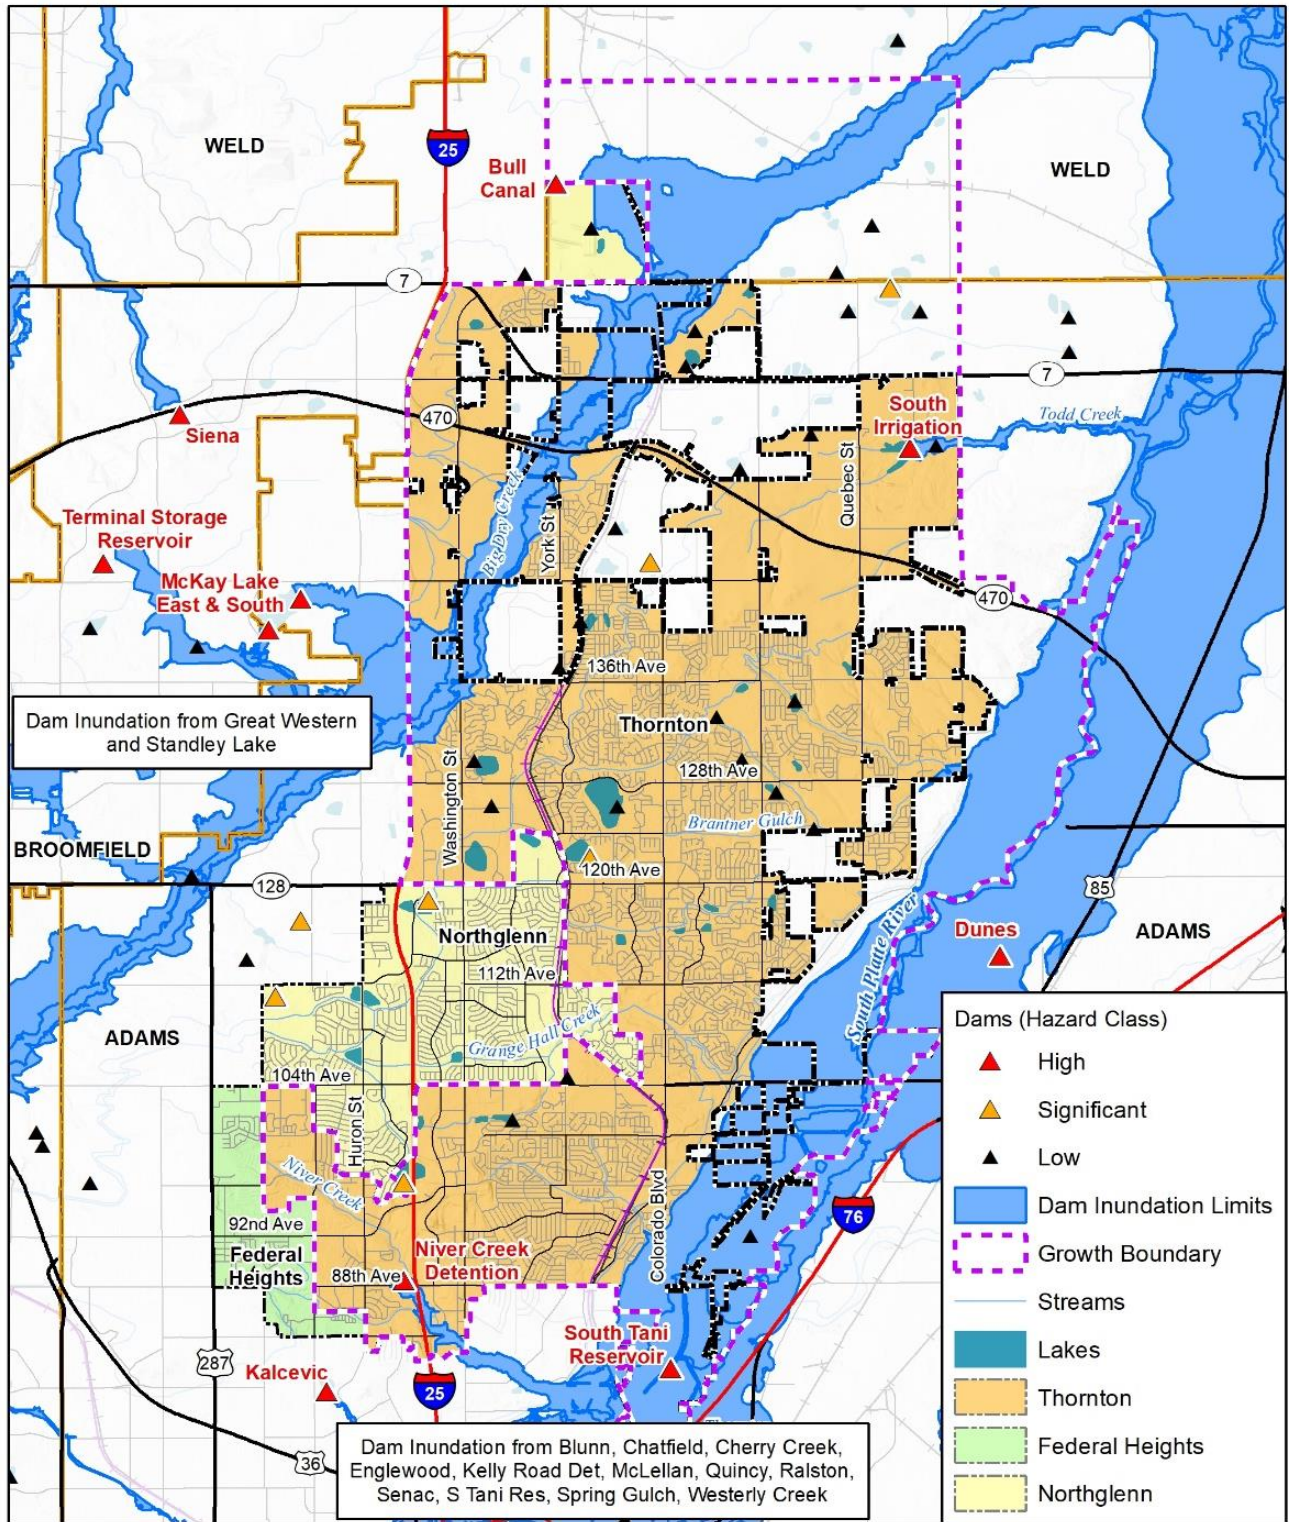 WELD
25
Bull
Canal
WELD
7
7
470
Siena
South
Irrigation
Todd Creek
Quebec St
Big Dry Creek
York St
Terminal Storage
Reservoir
McKay Lake
East & South
470
136th Ave
Dam Inundation from Great Western
and Standley Lake
Thornton
Washington St
128th Ave
Brantner Gulch
BROOMFIELD
120th Ave
128
85
Northglenn
South Platte River
Dunes
ADAMS
112th Ave
ADAMS
Grange Hall Creek
104th Ave
Huron St
Niver Creek
92nd Ave
Federal
Heights
Colorado Blvd
76
Niver Creek
Detention
88th Ave
South Tani
Reservoir
287
Kalcevic
25
36
Dam Inundation from Blunn, Chatfield, Cherry Creek,
Englewood, Kelly Road Det, McLellan, Quincy, Ralston,
Senac, S Tani Res, Spring Gulch, Westerly Creek
Dams (Hazard Class)
High
Significant
Low
Dam Inundation Limits
Growth Boundary
Streams
Lakes
Thornton
Federal Heights
Northglenn